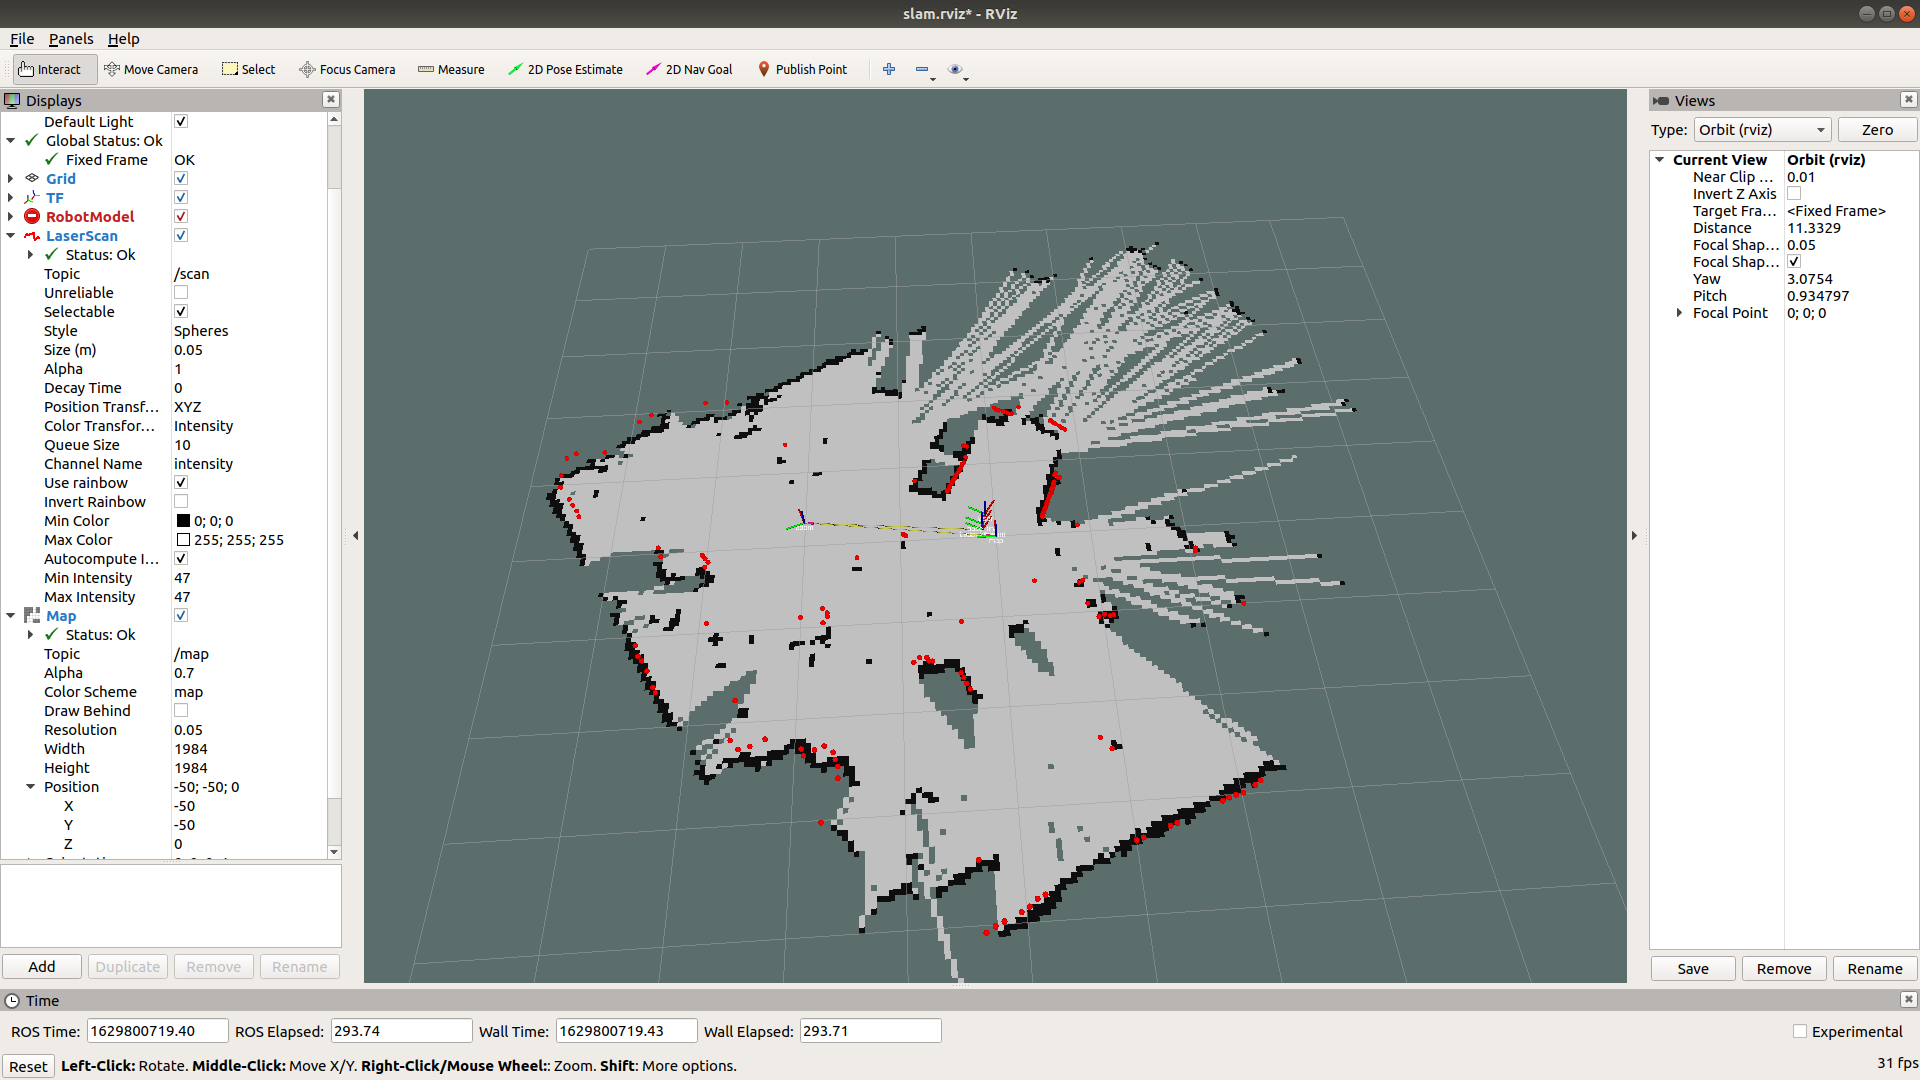 slam.rviz* - RViz
File Panels Help
Interact Move Camera Select Focus Camera Measure 2D Pose Estimate 2D Nav Goal Publish Point
Displays
Default Light
Global Status: Ok
Fixed Frame OK
Grid
TF
RobotModel
LaserScan
Status: Ok
Topic /scan
Unreliable
Selectable
Style Spheres
Size (m) 0.05
Alpha 1
Decay Time 0
Position Transf... XYZ
Color Transfor... Intensity
Queue Size 10
Channel Name intensity
Use rainbow
Invert Rainbow
Min Color 0; 0; 0
Max Color 255; 255; 255
Autocompute I...
Min Intensity 47
Max Intensity 47
Map
Status: Ok
Topic /map
Alpha 0.7
Color Scheme map
Draw Behind
Resolution 0.05
Width 1984
Height 1984
Position -50; -50; 0
X -50
Y -50
Z 0
Add Duplicate Remove Rename
Views
Type: Orbit (rviz) Zero
Current View Orbit (rviz)
Near Clip ... 0.01
Invert Z Axis
Target Fra... <Fixed Frame>
Distance 11.3329
Focal Shap... 0.05
Focal Shap...
Yaw 3.0754
Pitch 0.934797
Focal Point 0; 0; 0
Save Remove Rename
Time
ROS Time: 1629800719.40 ROS Elapsed: 293.74 Wall Time: 1629800719.43 Wall Elapsed: 293.71 Experimental
Reset Left-Click: Rotate. Middle-Click: Move X/Y. Right-Click/Mouse Wheel:: Zoom. Shift: More options. 31 fps